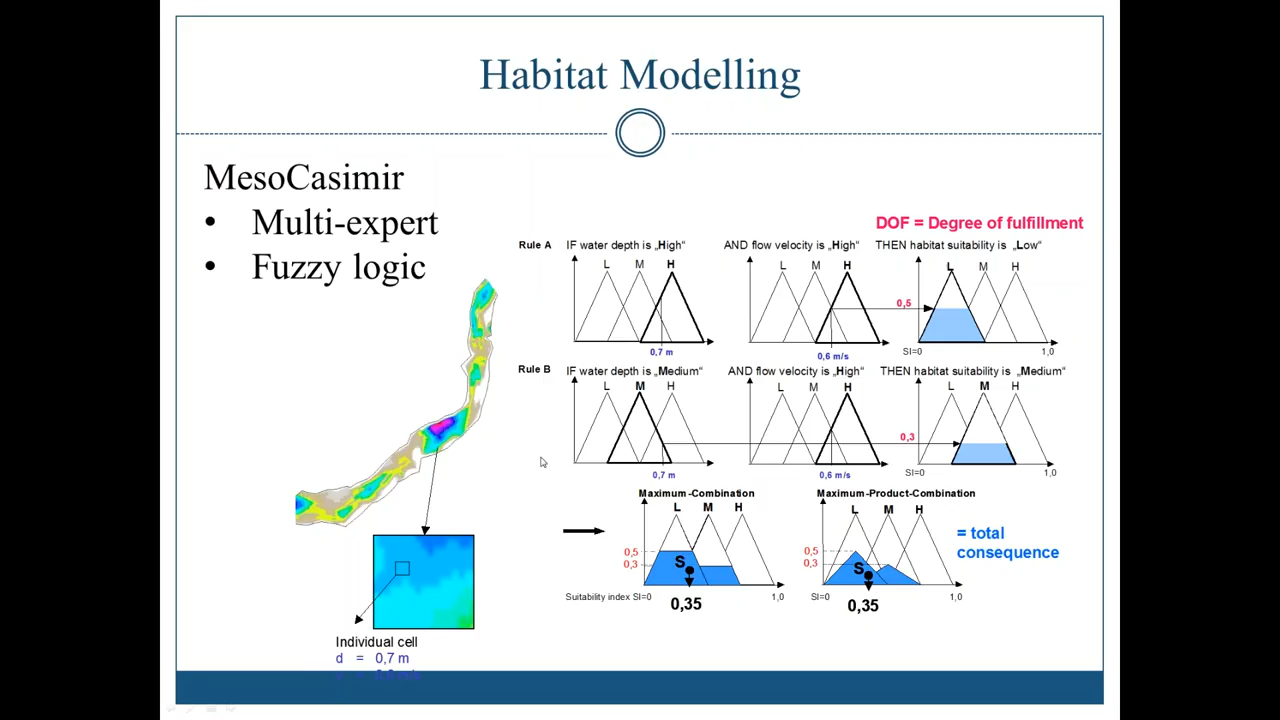 Habitat Modelling
MesoCasimir
• Multi-expert
• Fuzzy logic
DOF = Degree of fulfillment
Rule A IF water depth is „High“ AND flow velocity is „High“ THEN habitat suitability is „Low“
L M H L M H L M H
0,5
0,7 m 0,6 m/s SI=0 1,0
Rule B IF water depth is „Medium“ AND flow velocity is „High“ THEN habitat suitability is „Medium“
L M H L M H L M H
0,3
0,7 m 0,6 m/s SI=0 1,0
Maximum-Combination Maximum-Product-Combination
L M H L M H
= total
consequence
0,5 0,5
0,3 S 0,3 S
Suitability index SI=0 1,0 SI=0 1,0
0,35 0,35
Individual cell
d = 0,7 m